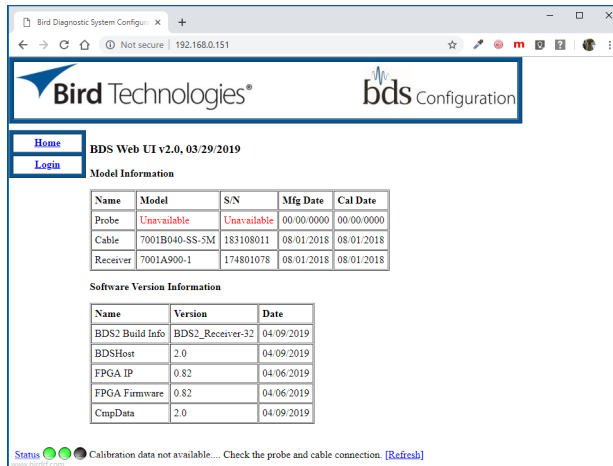 Bird Diagnostic System Configur
Not secure | 192.168.0.151
Bird Technologies®
bds Configuration
Home
Login
BDS Web UI v2.0, 03/29/2019
Model Information
Name Model S/N Mfg Date Cal Date
Probe Unavailable Unavailable 00/00/0000 00/00/0000
Cable 7001B040-SS-5M 183108011 08/01/2018 08/01/2018
Receiver 7001A900-1 174801078 08/01/2018 08/01/2018
Software Version Information
Name Version Date
BDS2 Build Info BDS2_Receiver-32 04/09/2019
BDSHost 2.0 04/09/2019
FPGA IP 0.82 04/06/2019
FPGA Firmware 0.82 04/06/2019
CmpData 2.0 04/09/2019
Status Calibration data not available.... Check the probe and cable connection. [Refresh]
www.birdrf.com